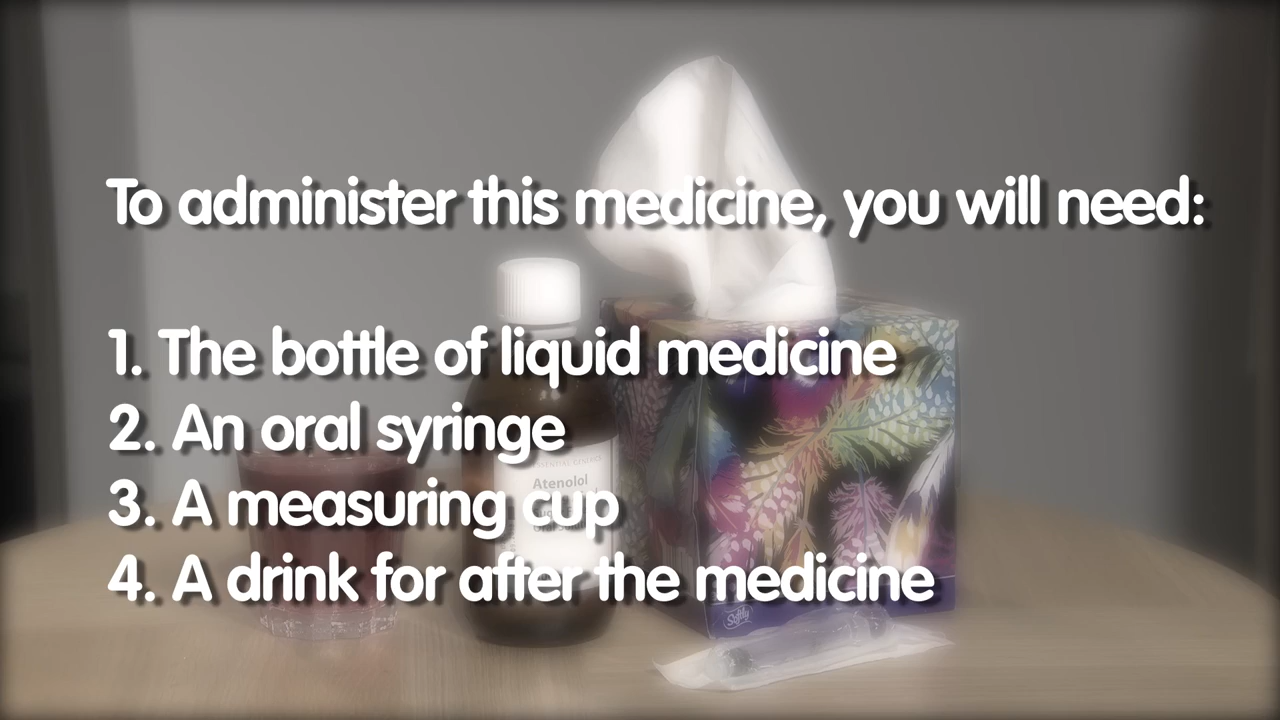 To administer this medicine, you will need:
1. The bottle of liquid medicine
2. An oral syringe
3. A measuring cup
4. A drink for after the medicine
Atenolol
Softly